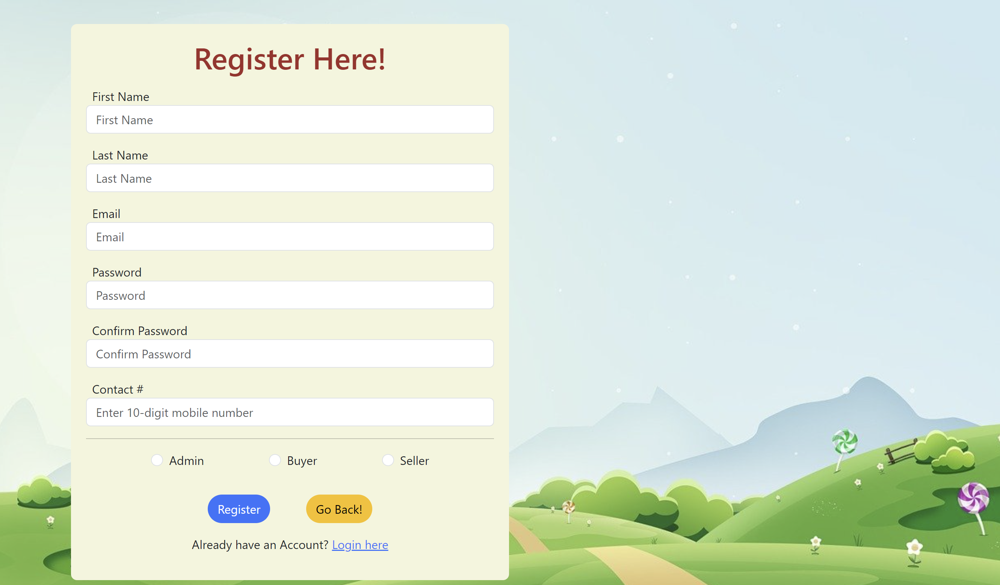 Register Here!
First Name
First Name
Last Name
Last Name
Email
Email
Password
Password
Confirm Password
Confirm Password
Contact #
Enter 10-digit mobile number
Admin Buyer Seller
Register Go Back!
Already have an Account? Login here